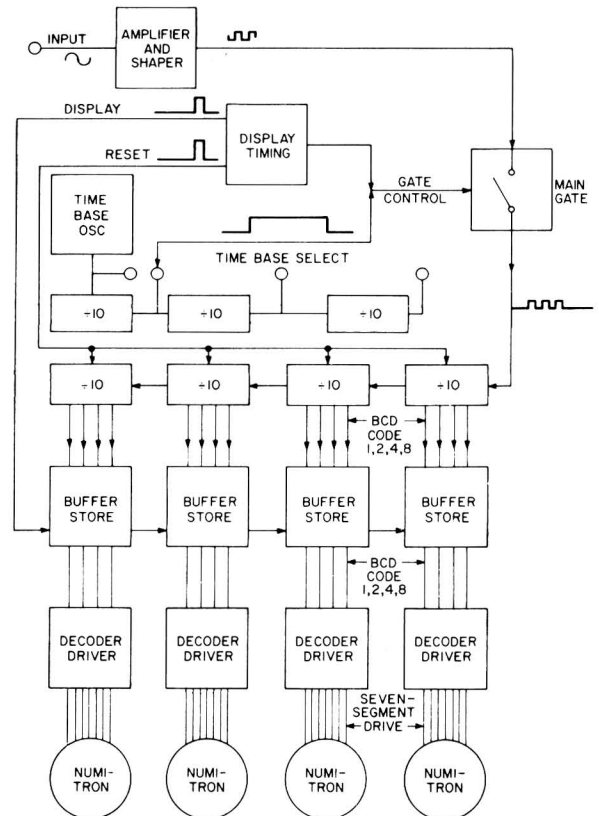 INPUT
AMPLIFIER
AND
SHAPER
DISPLAY
RESET
DISPLAY
TIMING
GATE
CONTROL
MAIN
GATE
TIME
BASE
OSC
TIME BASE SELECT
÷10
÷10
÷10
÷10
÷10
÷10
÷10
BCD
CODE
1,2,4,8
BUFFER
STORE
BUFFER
STORE
BUFFER
STORE
BUFFER
STORE
BCD
CODE
1,2,4,8
DECODER
DRIVER
DECODER
DRIVER
DECODER
DRIVER
DECODER
DRIVER
SEVEN-
SEGMENT
DRIVE
NUMI-
TRON
NUMI-
TRON
NUMI-
TRON
NUMI-
TRON